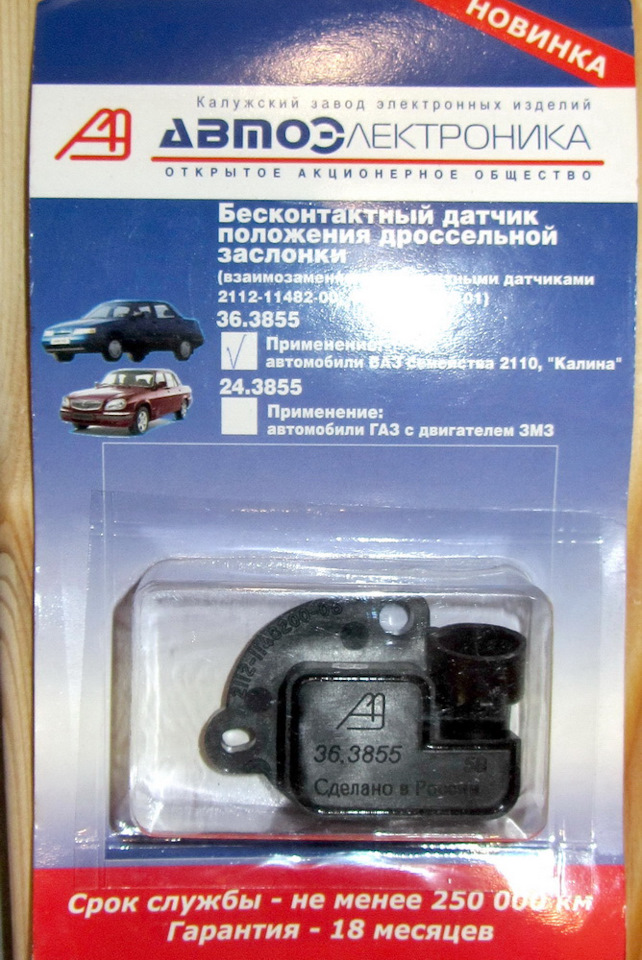 НОВИНКА
Калужский завод электронных изделий
АВТОЭЛЕКТРОНИКА
ОТКРЫТОЕ АКЦИОНЕРНОЕ ОБЩЕСТВО
Бесконтактный датчик
положения дроссельной
заслонки
датчиками
36.3855
Применение:
автомобили ВАЗ семейства 2110, "Калина"
24.3855
Применение:
автомобили ГАЗ с двигателем ЗМЗ
36.3855
Сделано в России
Срок службы - не менее 250 000 км
Гарантия - 18 месяцев